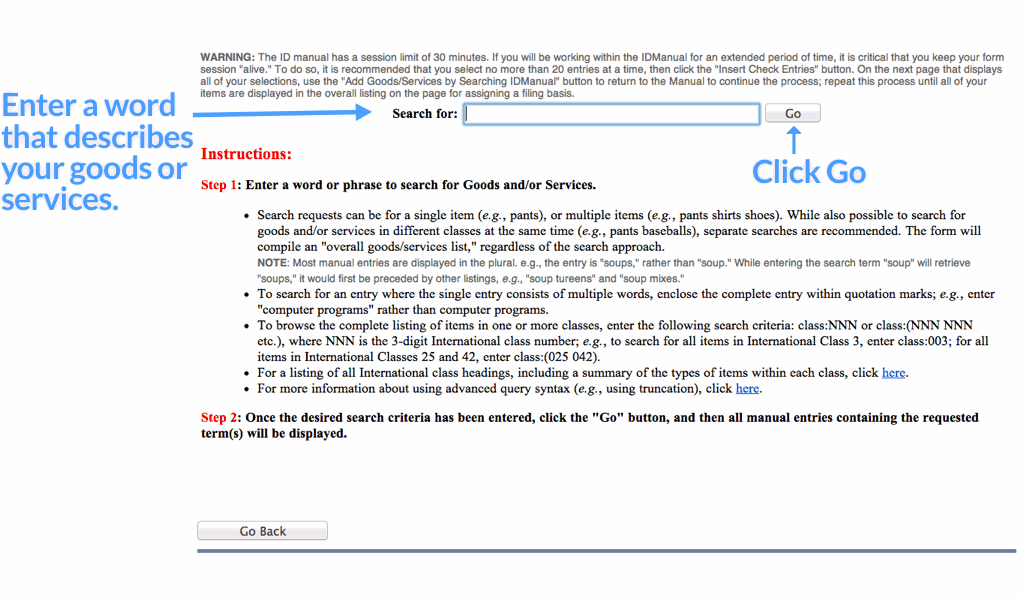 WARNING: The ID manual has a session limit of 30 minutes. If you will be working within the IDManual for an extended period of time, it is critical that you keep your form
session "alive." To do so, it is recommended that you select no more than 20 entries at a time, then click the "Insert Check Entries" button. On the next page that displays
all of your selections, use the "Add Goods/Services by Searching IDManual" button to return to the Manual to continue the process; repeat this process until all of your
items are displayed in the overall listing on the page for assigning a filing basis.
Enter a word
that describes
your goods or
services.
Search for:
Go
Click Go
Instructions:
Step 1: Enter a word or phrase to search for Goods and/or Services.
• Search requests can be for a single item (e.g., pants), or multiple items (e.g., pants shirts shoes). While also possible to search for
goods and/or services in different classes at the same time (e.g., pants baseballs), separate searches are recommended. The form will
compile an "overall goods/services list," regardless of the search approach.
NOTE: Most manual entries are displayed in the plural. e.g., the entry is "soups," rather than "soup." While entering the search term "soup" will retrieve
"soups," it would first be preceded by other listings, e.g., "soup tureens" and "soup mixes."
• To search for an entry where the single entry consists of multiple words, enclose the complete entry within quotation marks; e.g., enter
"computer programs" rather than computer programs.
• To browse the complete listing of items in one or more classes, enter the following search criteria: class:NNN or class:(NNN NNN
etc.), where NNN is the 3-digit International class number; e.g., to search for all items in International Class 3, enter class:003; for all
items in International Classes 25 and 42, enter class:(025 042).
• For a listing of all International class headings, including a summary of the types of items within each class, click here.
• For more information about using advanced query syntax (e.g., using truncation), click here.
Step 2: Once the desired search criteria has been entered, click the "Go" button, and then all manual entries containing the requested
term(s) will be displayed.
Go Back